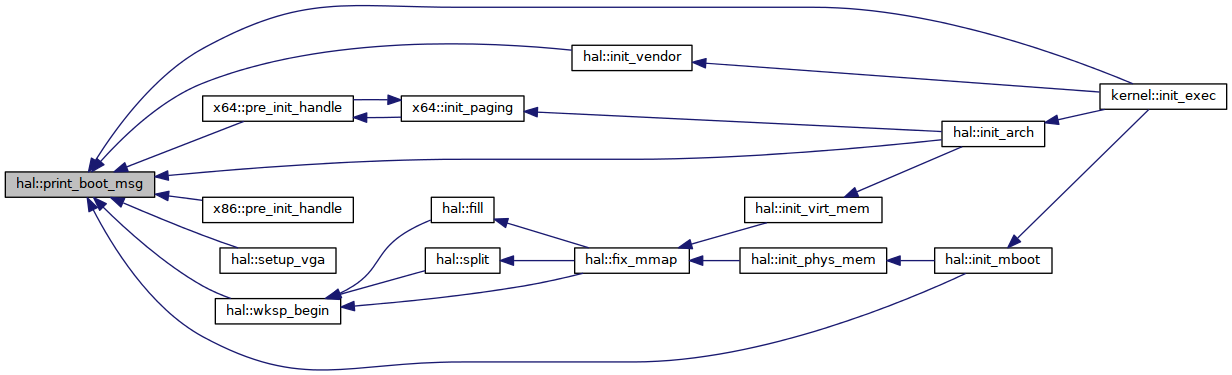 hal::print_boot_msg
hal::init_vendor
x64::pre_init_handle
x64::init_paging
kernel::init_exec
hal::init_arch
x86::pre_init_handle
hal::fill
hal::init_virt_mem
hal::setup_vga
hal::split
hal::fix_mmap
hal::init_phys_mem
hal::init_mboot
hal::wksp_begin